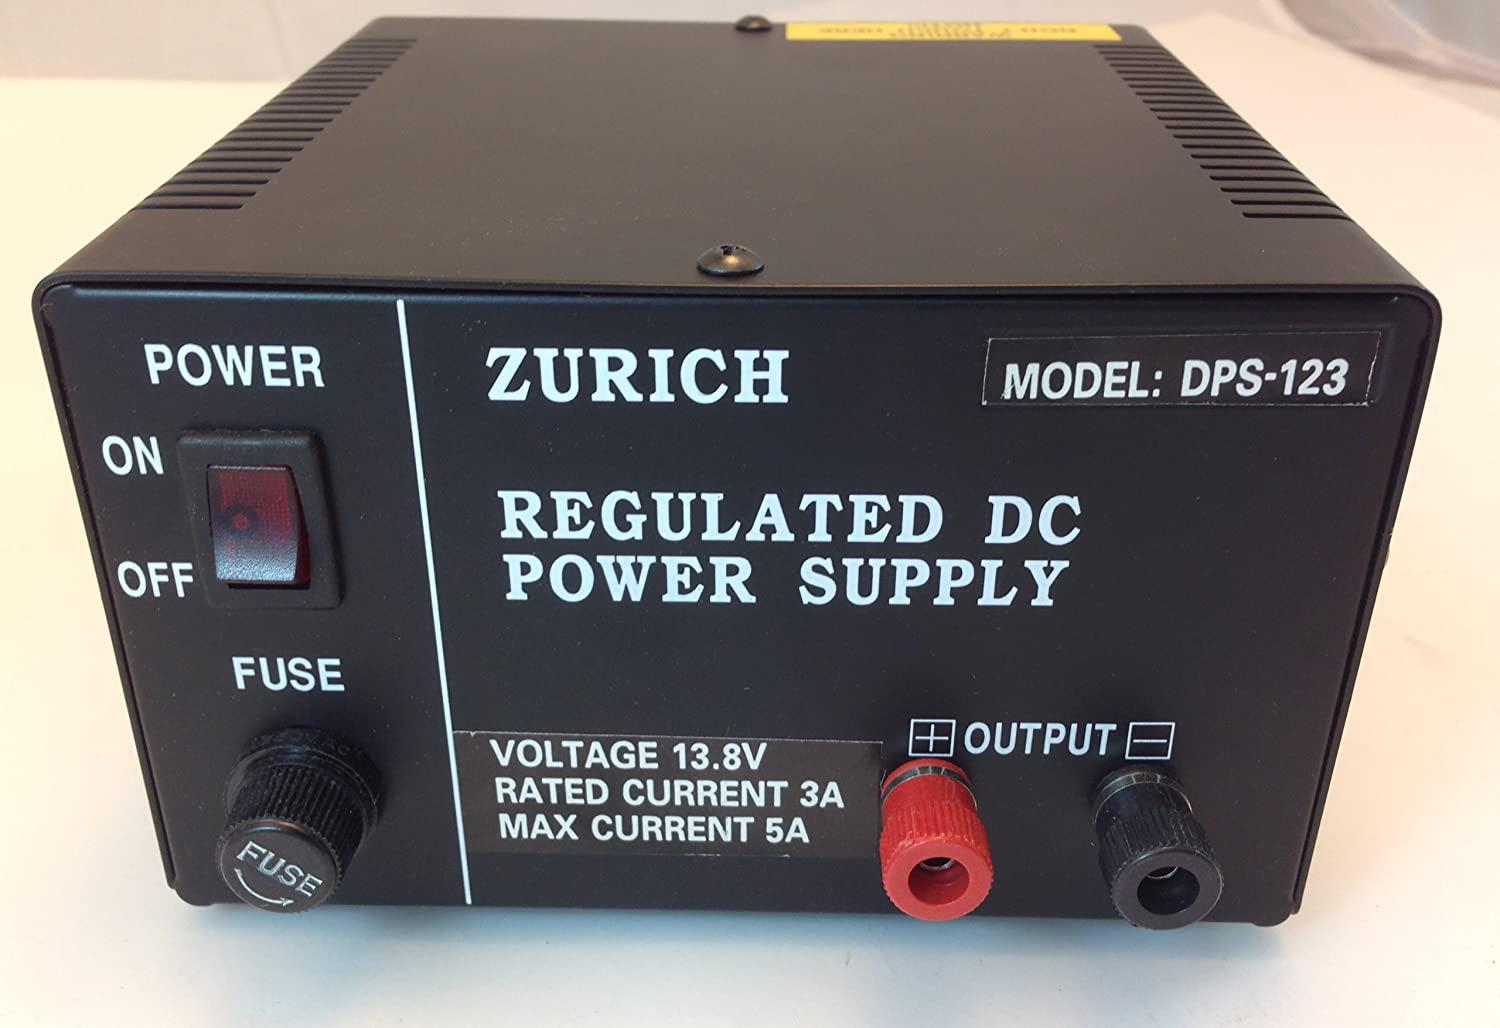 POWER
ON
OFF
FUSE
FUSE
ZURICH
MODEL: DPS-123
REGULATED DC
POWER SUPPLY
VOLTAGE 13.8V
RATED CURRENT 3A
MAX CURRENT 5A
+ OUTPUT -